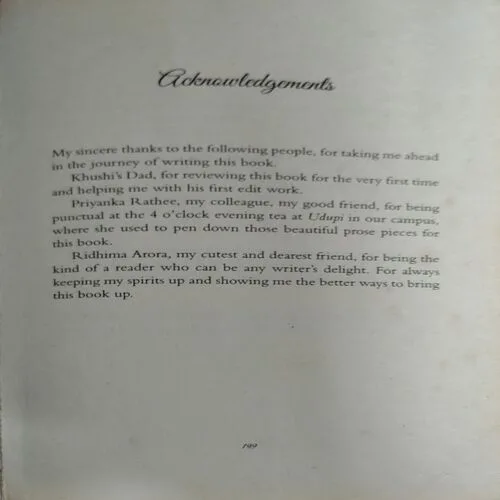 Acknowledgements
My sincere thanks to the following people, for taking me ahead
in the journey of writing this book.
Khushi's Dad, for reviewing this book for the very first time
and helping me with his first edit work.
Priyanka Rathee, my colleague, my good friend, for being
punctual at the 4 o'clock evening tea at Udupi in our campus,
where she used to pen down those beautiful prose pieces for
this book.
Ridhima Arora, my cutest and dearest friend, for being the
kind of a reader who can be any writer's delight. For always
keeping my spirits up and showing me the better ways to bring
this book up.
199